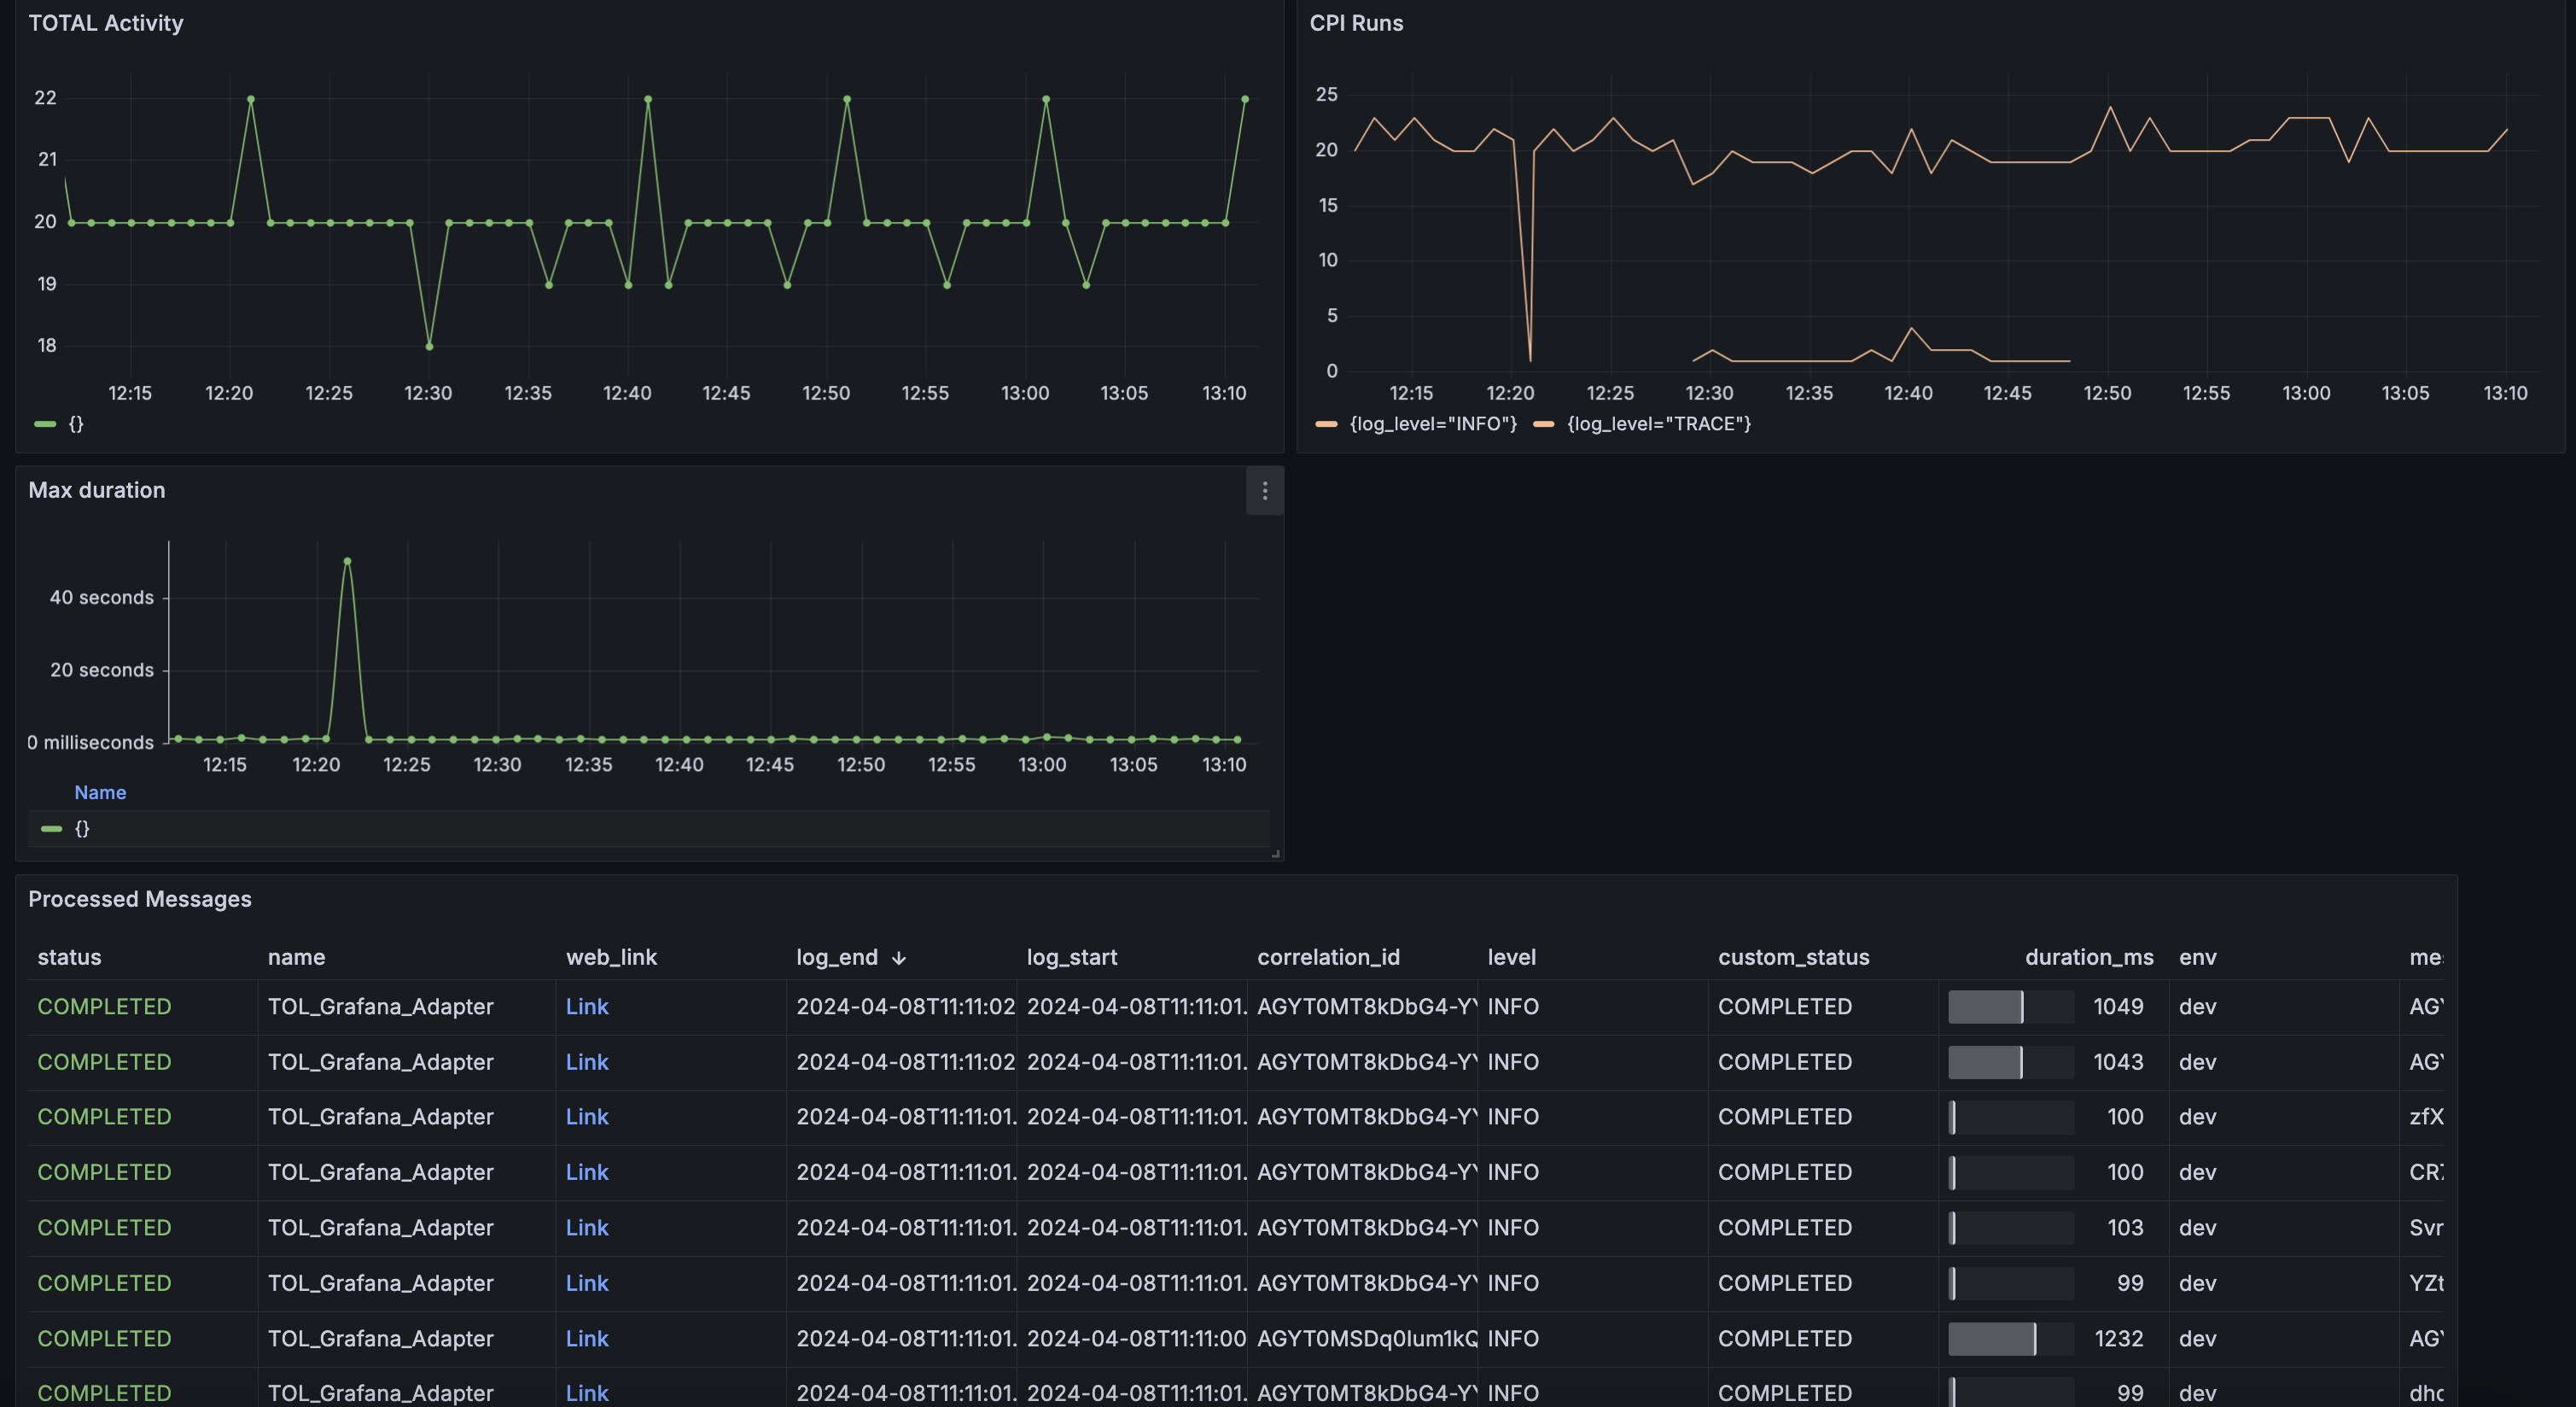 TOTAL Activity
22
21
20
19
18
12:15 12:20 12:25 12:30 12:35 12:40 12:45 12:50 12:55 13:00 13:05 13:10
{}
CPI Runs
25
20
15
10
5
0
12:15 12:20 12:25 12:30 12:35 12:40 12:45 12:50 12:55 13:00 13:05 13:10
{log_level="INFO"} {log_level="TRACE"}
Max duration
40 seconds
20 seconds
0 milliseconds
12:15 12:20 12:25 12:30 12:35 12:40 12:45 12:50 12:55 13:00 13:05 13:10
Name
{}
Processed Messages
status name web_link log_end log_start correlation_id level custom_status duration_ms env
COMPLETED TOL_Grafana_Adapter Link 2024-04-08T11:11:02 2024-04-08T11:11:01. AGYT0MT8kDbG4-YY INFO COMPLETED 1049 dev AGY
COMPLETED TOL_Grafana_Adapter Link 2024-04-08T11:11:02 2024-04-08T11:11:01. AGYT0MT8kDbG4-YY INFO COMPLETED 1043 dev AGY
COMPLETED TOL_Grafana_Adapter Link 2024-04-08T11:11:01. 2024-04-08T11:11:01. AGYT0MT8kDbG4-YY INFO COMPLETED 100 dev zfX
COMPLETED TOL_Grafana_Adapter Link 2024-04-08T11:11:01. 2024-04-08T11:11:01. AGYT0MT8kDbG4-YY INFO COMPLETED 100 dev
COMPLETED TOL_Grafana_Adapter Link 2024-04-08T11:11:01. 2024-04-08T11:11:01. AGYT0MT8kDbG4-YY INFO COMPLETED 103 dev
COMPLETED TOL_Grafana_Adapter Link 2024-04-08T11:11:01. 2024-04-08T11:11:01. AGYT0MT8kDbG4-YY INFO COMPLETED 99 dev YZt
COMPLETED TOL_Grafana_Adapter Link 2024-04-08T11:11:01. 2024-04-08T11:11:00 INFO COMPLETED 1232 dev AGY
COMPLETED TOL_Grafana_Adapter Link 2024-04-08T11:11:01. 2024-04-08T11:11:01. AGYT0MT8kDbG4-YY INFO COMPLETED 99 dev